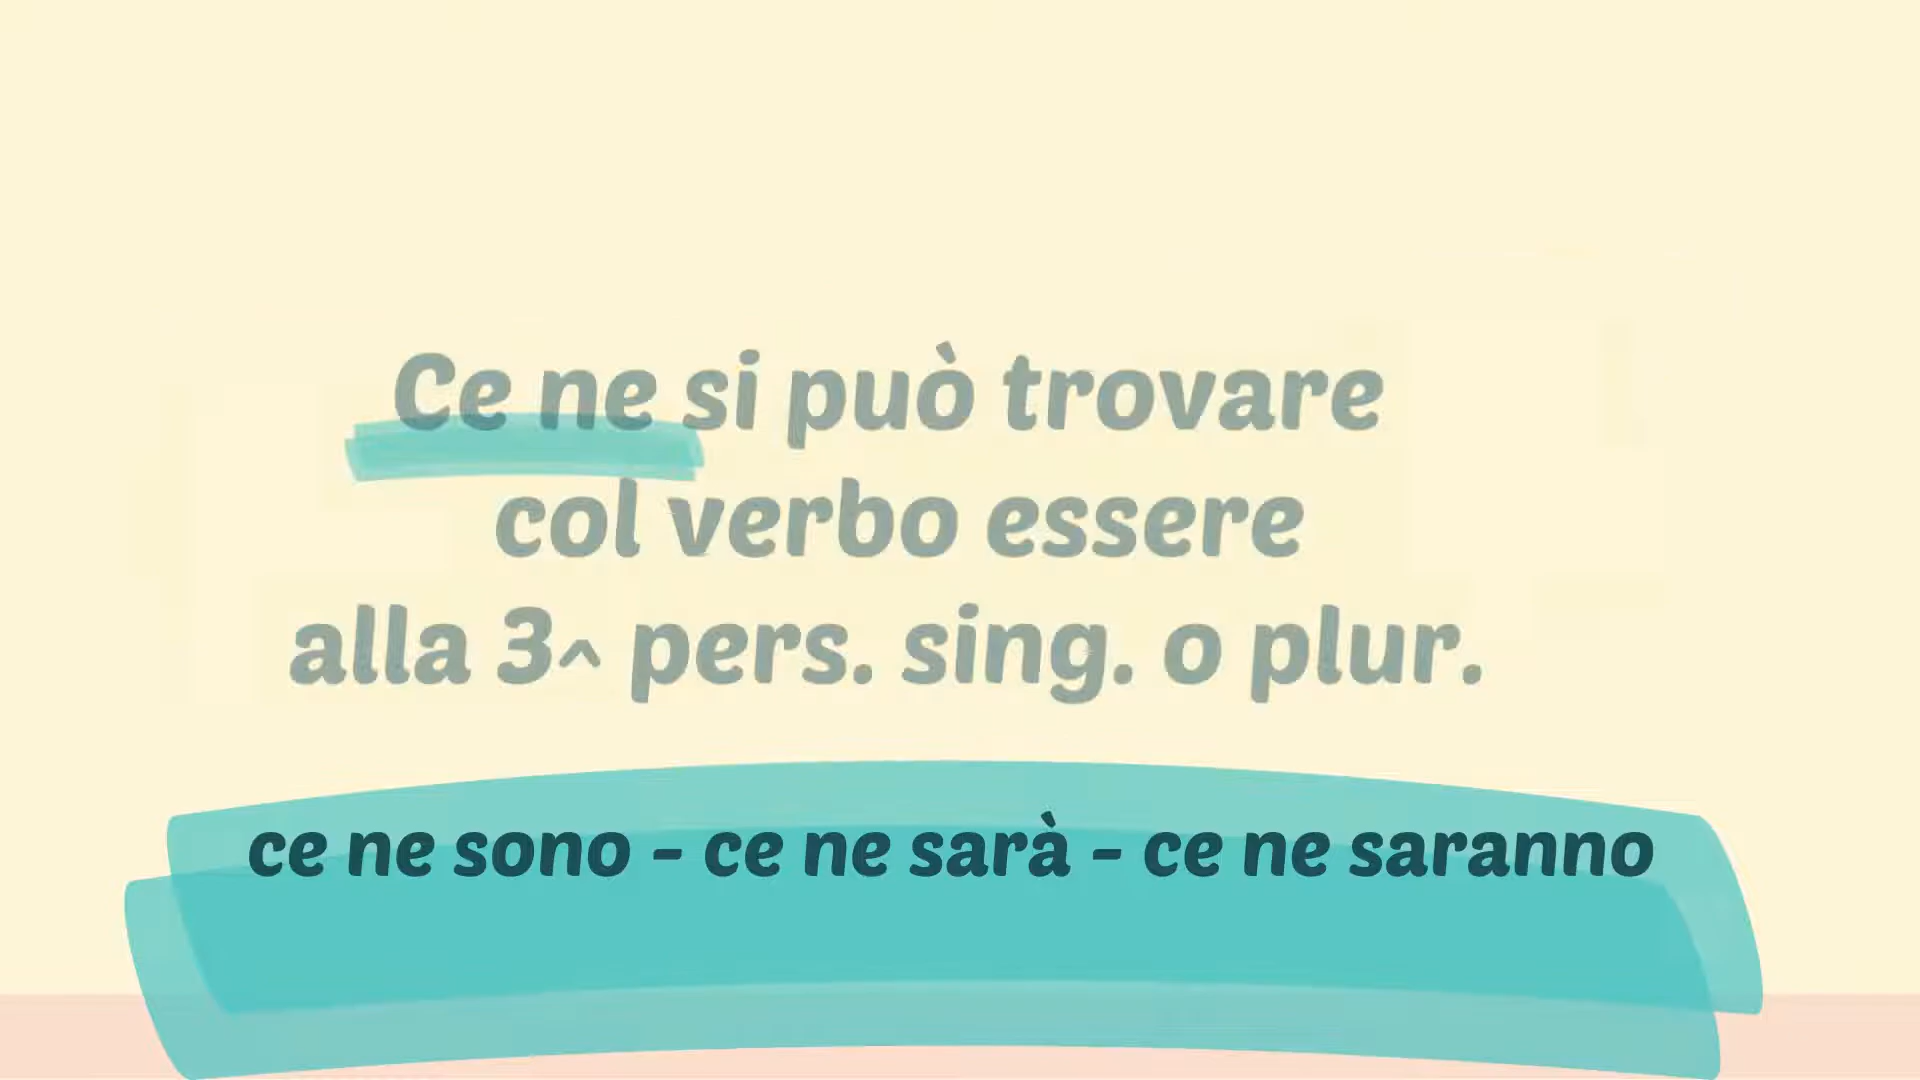 Ce ne si può trovare
col verbo essere
alla 3^ pers. sing. o plur.
ce ne sono - ce ne sarà - ce ne saranno